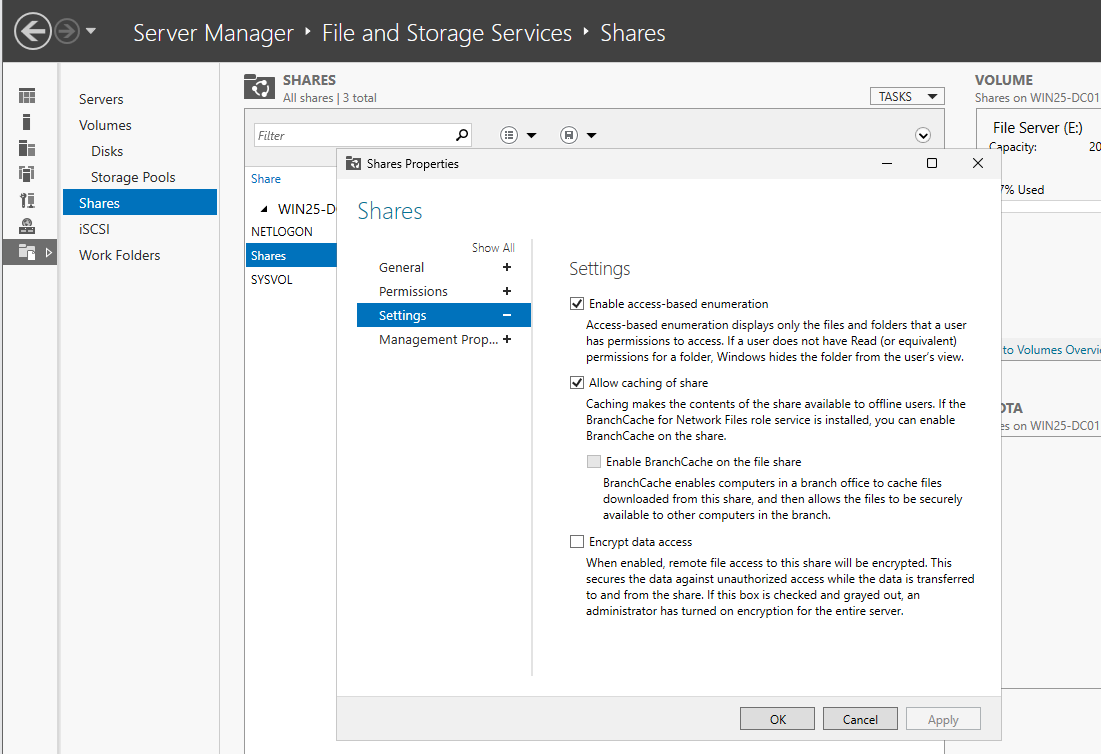 Server Manager ‣ File and Storage Services ‣ Shares
Servers
Volumes
Disks
Storage Pools
Shares
iSCSI
Work Folders
SHARES
All shares | 3 total
TASKS
Filter
Share
WIN25-D
NETLOGON
Shares
SYSVOL
VOLUME
Shares on WIN25-DC01
File Server (E:)
Capacity: 20
7% Used
to Volumes Overvi
OTA
es on WIN25-DC01
Shares Properties
Shares
Show All
General +
Permissions +
Settings –
Management Prop... +
Settings
Enable access-based enumeration
Access-based enumeration displays only the files and folders that a user
has permissions to access. If a user does not have Read (or equivalent)
permissions for a folder, Windows hides the folder from the user's view.
Allow caching of share
Caching makes the contents of the share available to offline users. If the
BranchCache for Network Files role service is installed, you can enable
BranchCache on the share.
Enable BranchCache on the file share
BranchCache enables computers in a branch office to cache files
downloaded from this share, and then allows the files to be securely
available to other computers in the branch.
Encrypt data access
When enabled, remote file access to this share will be encrypted. This
secures the data against unauthorized access while the data is transferred
to and from the share. If this box is checked and grayed out, an
administrator has turned on encryption for the entire server.
OK
Cancel
Apply